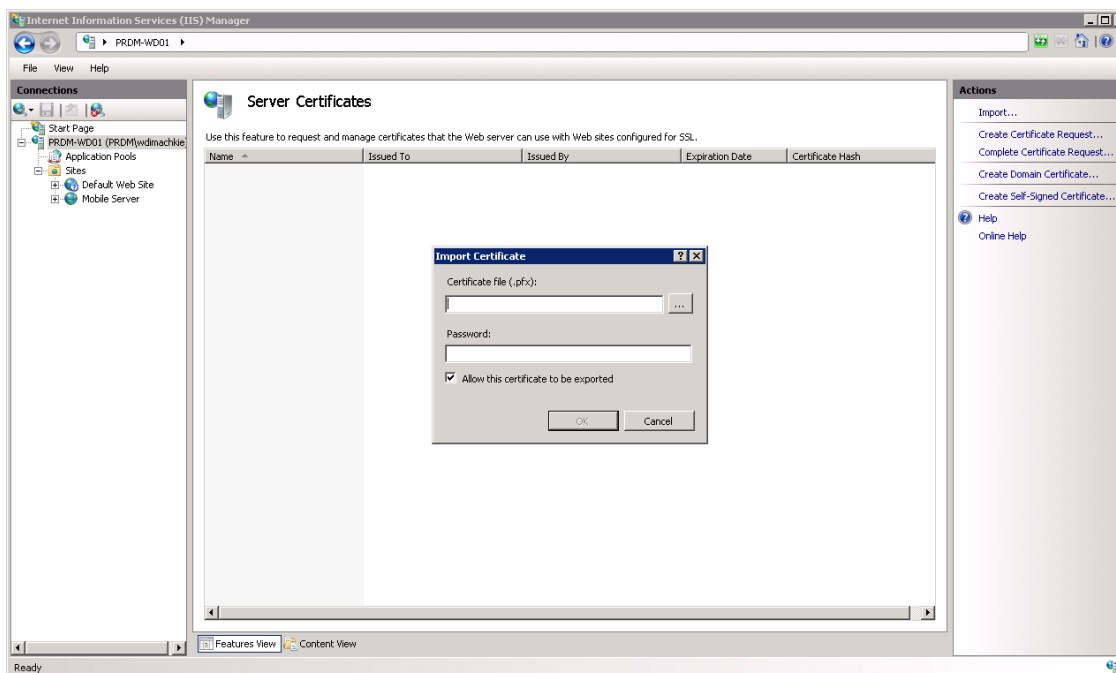 Internet Information Services (IIS) Manager
PRDM-WD01
File View Help
Connections
Start Page
PRDM-WD01 (PRDM\wdimachkie
Application Pools
Sites
Default Web Site
Mobile Server
Server Certificates
Use this feature to request and manage certificates that the Web server can use with Web sites configured for SSL.
Name Issued To Issued By Expiration Date Certificate Hash
Import Certificate
Certificate file (.pfx):
...
Password:
Allow this certificate to be exported
OK Cancel
Features View Content View
Actions
Import...
Create Certificate Request...
Complete Certificate Request...
Create Domain Certificate...
Create Self-Signed Certificate...
Help
Online Help
Ready